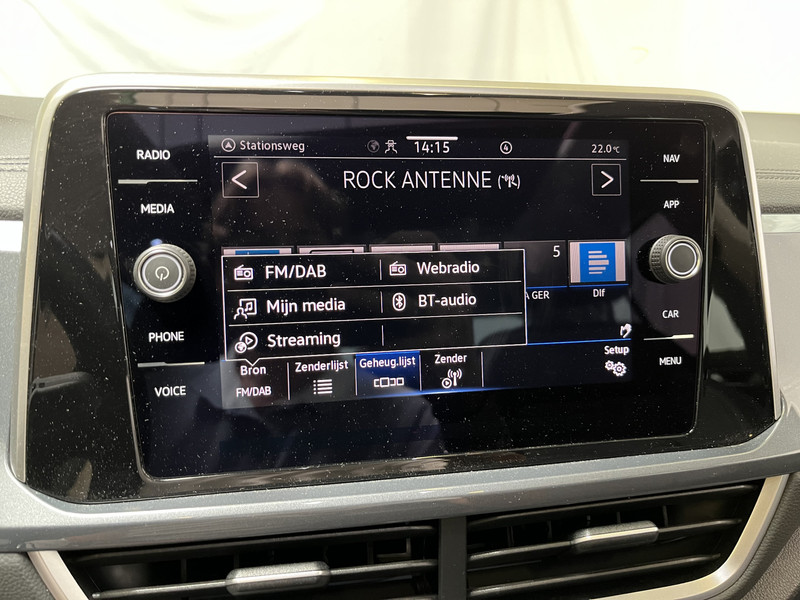 Stationsweg 14:15 4 22.0°C
RADIO
MEDIA
PHONE
VOICE
ROCK ANTENNE
FM/DAB Webradio
Mijn media BT-audio
Streaming
5
A GER Dlf
Bron Zenderlijst Geheug.lijst Zender Setup
FM/DAB
NAV
APP
CAR
MENU